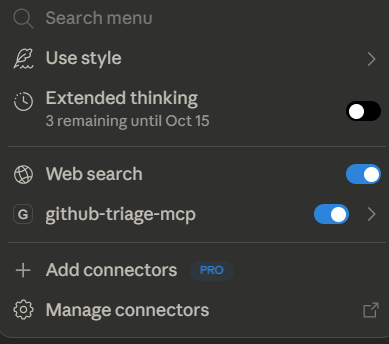 Search menu
Use style
Extended thinking
3 remaining until Oct 15
Web search
G github-triage-mcp
Add connectors PRO
Manage connectors